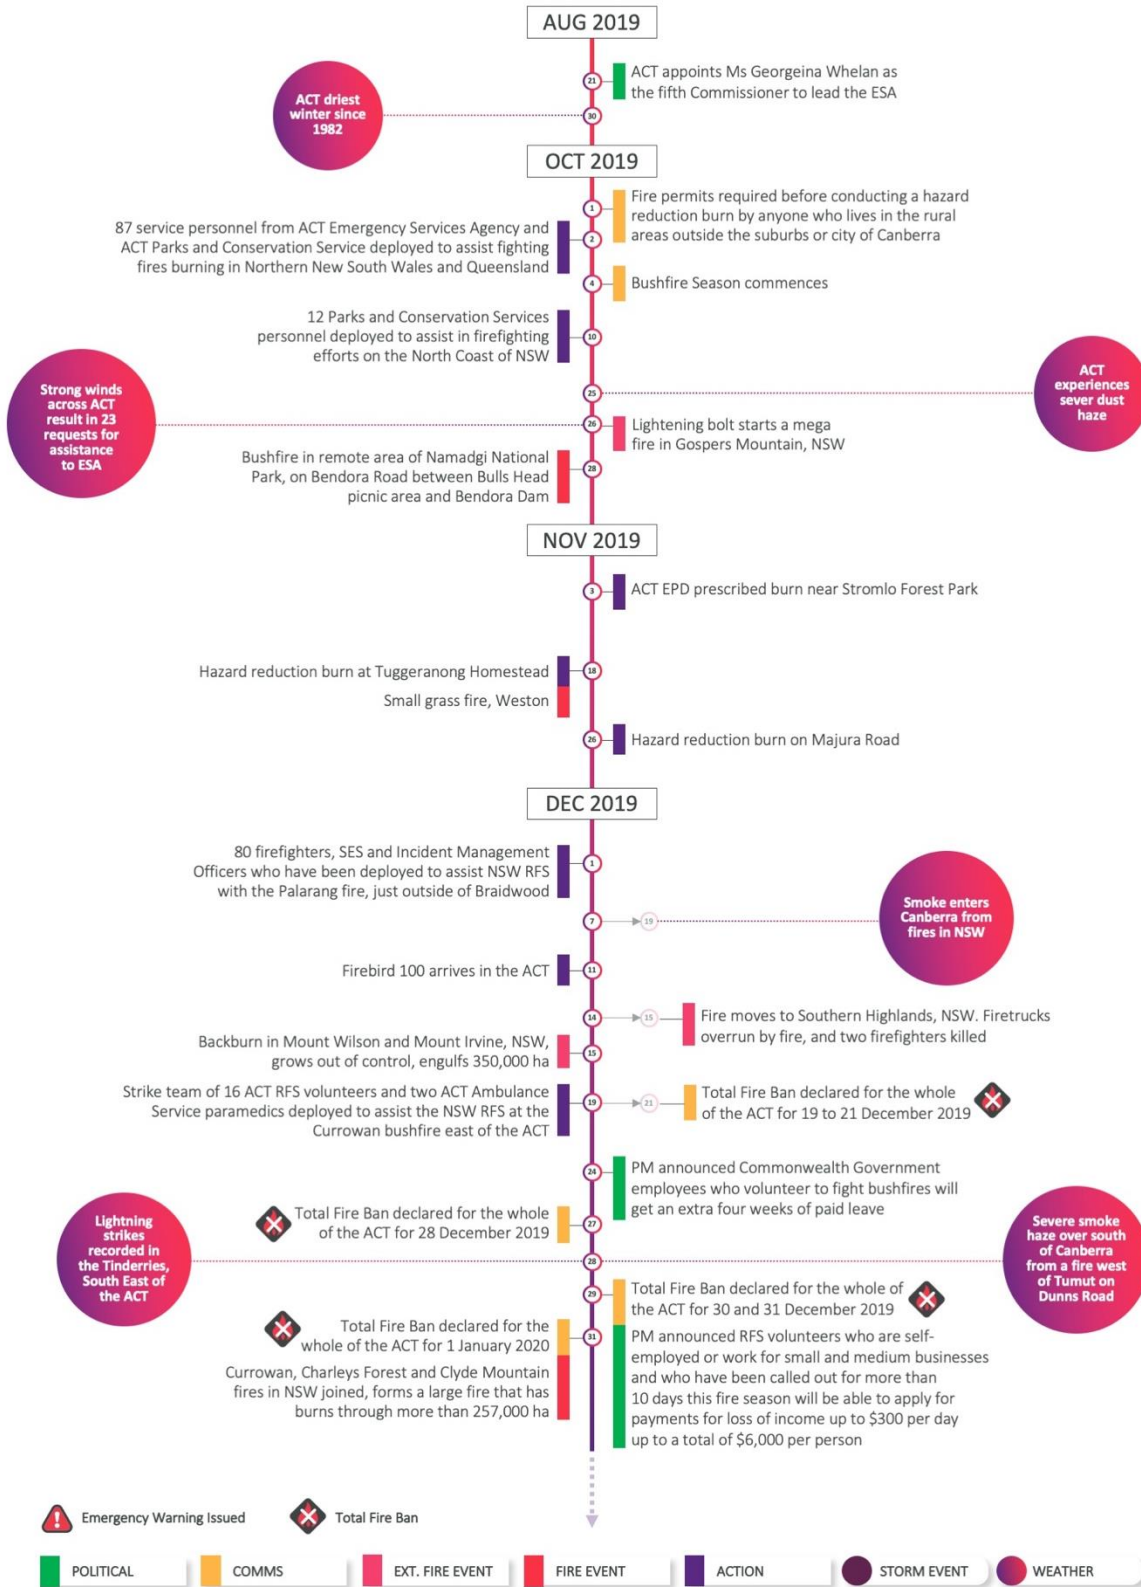 AUG 2019
21
ACT appoints Ms Georgeina Whelan as
the fifth Commissioner to lead the ESA
ACT driest
winter since
1982
30
OCT 2019
1
Fire permits required before conducting a hazard
reduction burn by anyone who lives in the rural
areas outside the suburbs or city of Canberra
87 service personnel from ACT Emergency Services Agency and
ACT Parks and Conservation Service deployed to assist fighting
fires burning in Northern New South Wales and Queensland
2
4
Bushfire Season commences
12 Parks and Conservation Services
personnel deployed to assist in firefighting
efforts on the North Coast of NSW
10
25
ACT
experiences
sever dust
haze
Strong winds
across ACT
result in 23
requests for
assistance
to ESA
26
Lightening bolt starts a mega
fire in Gospers Mountain, NSW
Bushfire in remote area of Namadgi National
Park, on Bendora Road between Bulls Head
picnic area and Bendora Dam
28
NOV 2019
3
ACT EPD prescribed burn near Stromlo Forest Park
Hazard reduction burn at Tuggeranong Homestead
18
Small grass fire, Weston
26
Hazard reduction burn on Majura Road
DEC 2019
80 firefighters, SES and Incident Management
Officers who have been deployed to assist NSW RFS
with the Palarang fire, just outside of Braidwood
1
7
19
Smoke enters
Canberra from
fires in NSW
Firebird 100 arrives in the ACT
11
14
15
Fire moves to Southern Highlands, NSW. Firetrucks
overrun by fire, and two firefighters killed
Backburn in Mount Wilson and Mount Irvine, NSW,
grows out of control, engulfs 350,000 ha
15
Strike team of 16 ACT RFS volunteers and two ACT Ambulance
Service paramedics deployed to assist the NSW RFS at the
Currowan bushfire east of the ACT
19
21
Total Fire Ban declared for the whole
of the ACT for 19 to 21 December 2019
24
PM announced Commonwealth Government
employees who volunteer to fight bushfires will
get an extra four weeks of paid leave
Total Fire Ban declared for the whole
of the ACT for 28 December 2019
27
Lightning
strikes
recorded in
the Tinderries,
South East of
the ACT
28
Severe smoke
haze over south
of Canberra
from a fire west
of Tumut on
Dunns Road
29
Total Fire Ban declared for the whole of
the ACT for 30 and 31 December 2019
Total Fire Ban declared for the
whole of the ACT for 1 January 2020
31
Currowan, Charleys Forest and Clyde Mountain
fires in NSW joined, forms a large fire that has
burns through more than 257,000 ha
PM announced RFS volunteers who are self-
employed or work for small and medium businesses
and who have been called out for more than
10 days this fire season will be able to apply for
payments for loss of income up to $300 per day
up to a total of $6,000 per person
Emergency Warning Issued
Total Fire Ban
POLITICAL
COMMS
EXT. FIRE EVENT
FIRE EVENT
ACTION
STORM EVENT
WEATHER